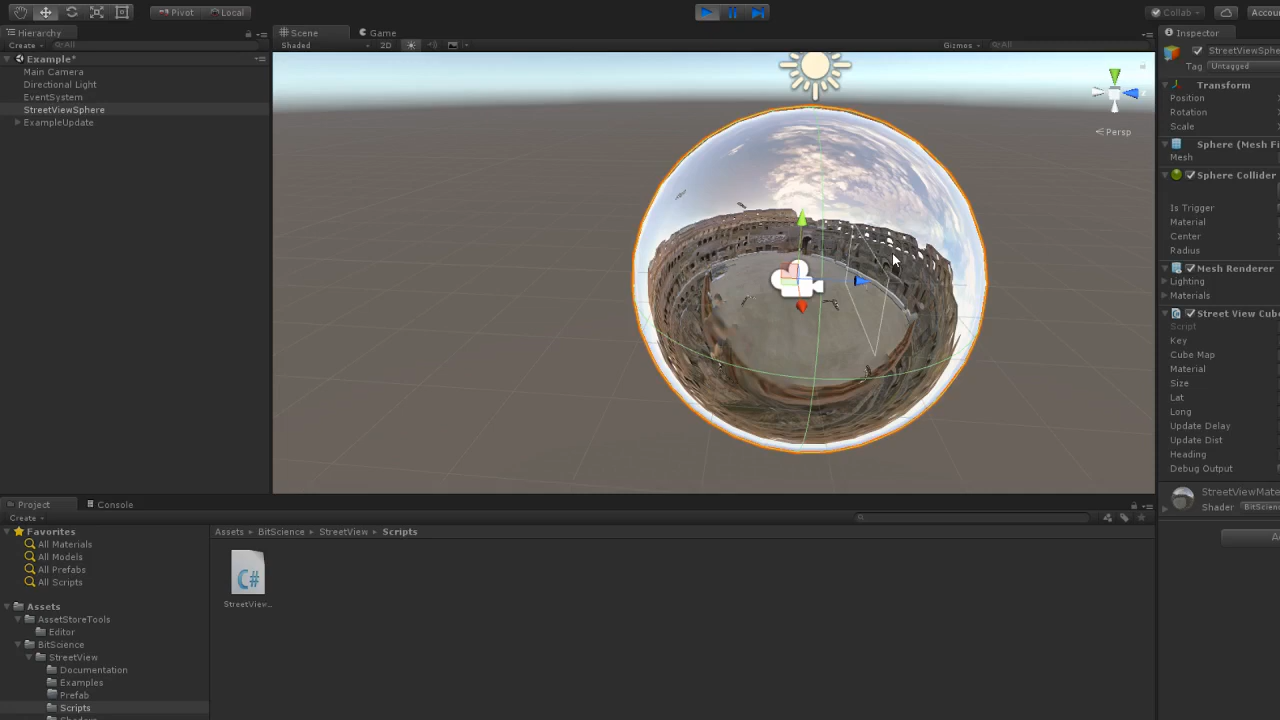 Pivot Local Collab Accou
Hierarchy Scene Game Inspector
Create All Shaded 2D Gizmos All StreetViewSphe
Example* Tag Untagged
Main Camera
Directional Light Transform
EventSystem Position
StreetViewSphere Rotation
ExampleUpdate Scale
Persp
Sphere (Mesh Fi
Mesh
Sphere Collider
Is Trigger
Material
Center
Radius
Mesh Renderer
Lighting
Materials
Street View Cube
Script
Key
Cube Map
Material
Size
Lat
Long
Update Delay
Update Dist
Heading
Debug Output
StreetViewMate
Shader BitScienc
A
Project Console
Create
Favorites Assets BitScience StreetView Scripts
All Materials
All Models
All Prefabs
All Scripts
C#
StreetView...
Assets
AssetStoreTools
Editor
BitScience
StreetView
Documentation
Examples
Prefab
Scripts
Shaders